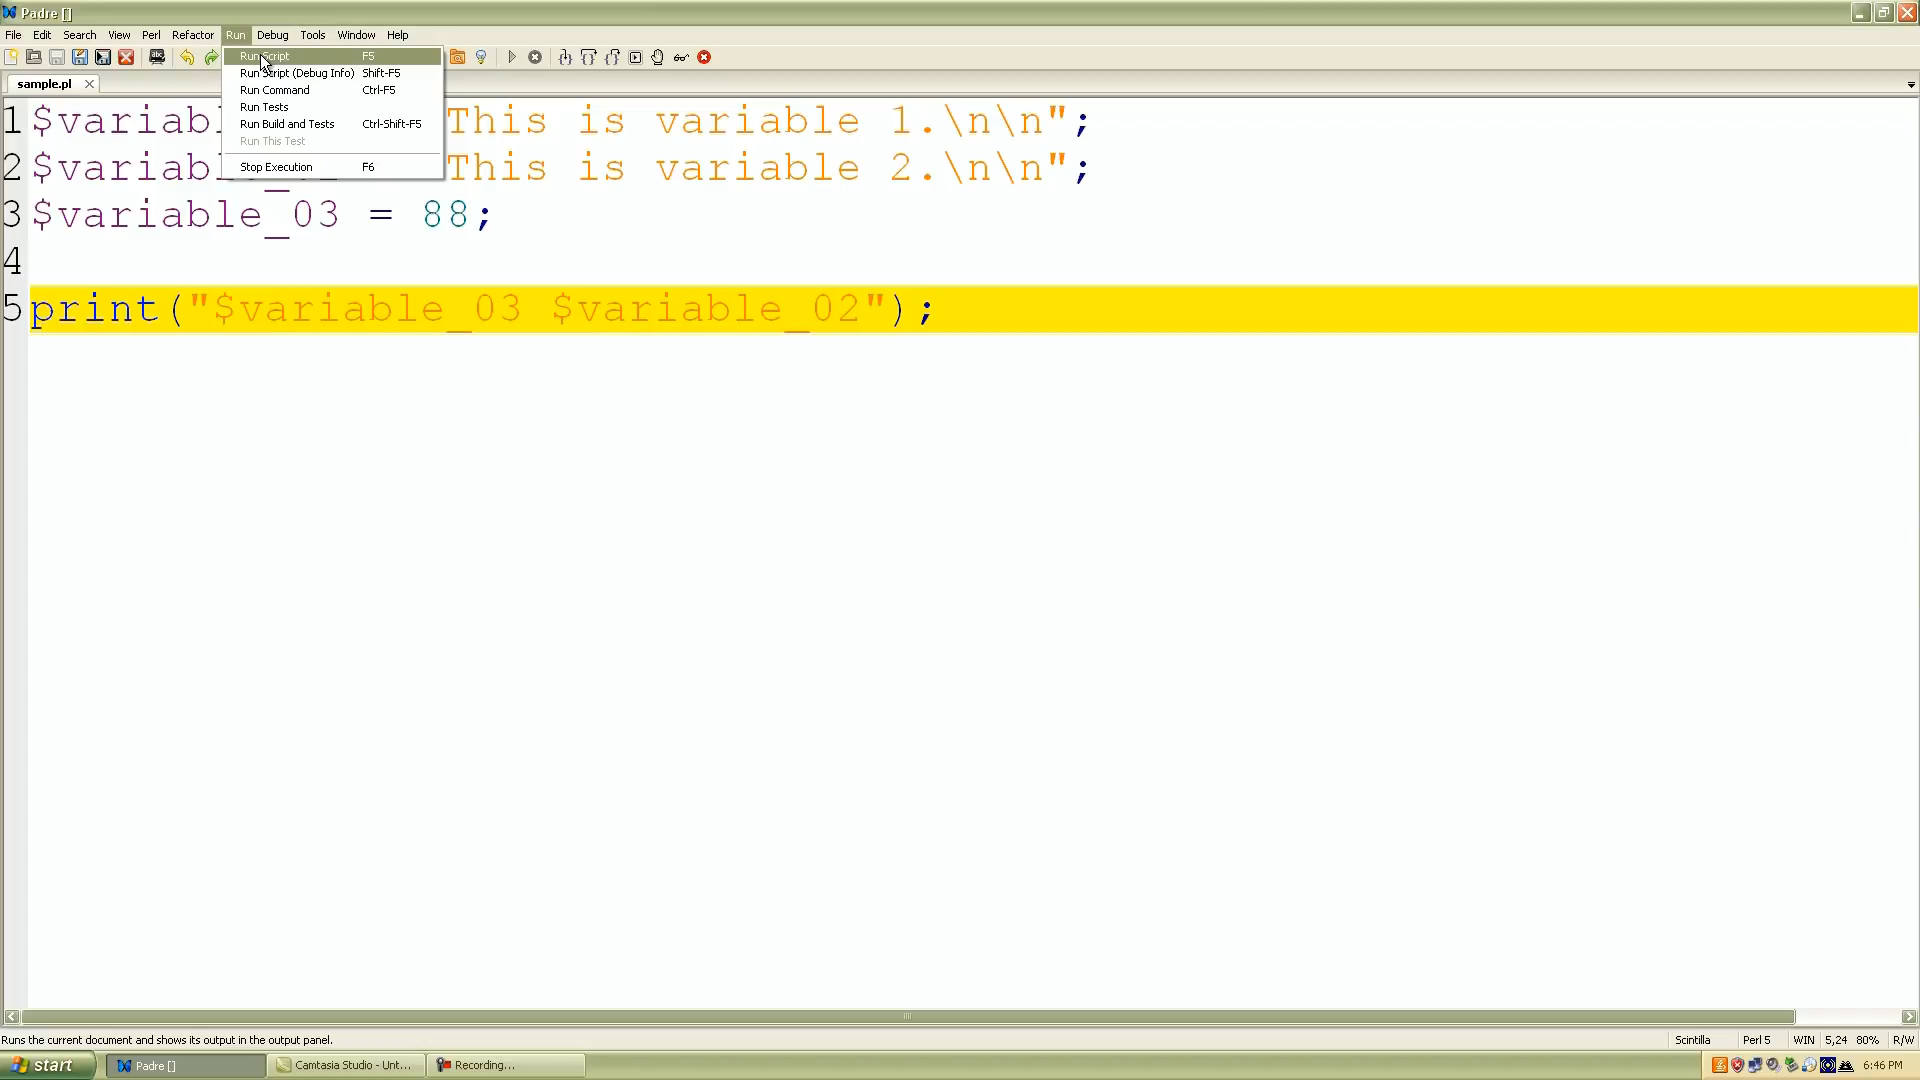 Padre []
File Edit Search View Perl Refactor Run Debug Tools Window Help
Run Script F5
Run Script (Debug Info) Shift-F5
Run Command Ctrl-F5
Run Tests
Run Build and Tests Ctrl-Shift-F5
Run This Test
Stop Execution F6
sample.pl
1 $variabl This is variable 1.\n\n";
2 $variabl This is variable 2.\n\n";
3 $variable_03 = 88;
4
5 print("$variable_03 $variable_02");
Runs the current document and shows its output in the output panel.
Scintilla Perl 5 WIN 5,24 80% R/W
start Padre [] Camtasia Studio - Unt... Recording... 6:46 PM